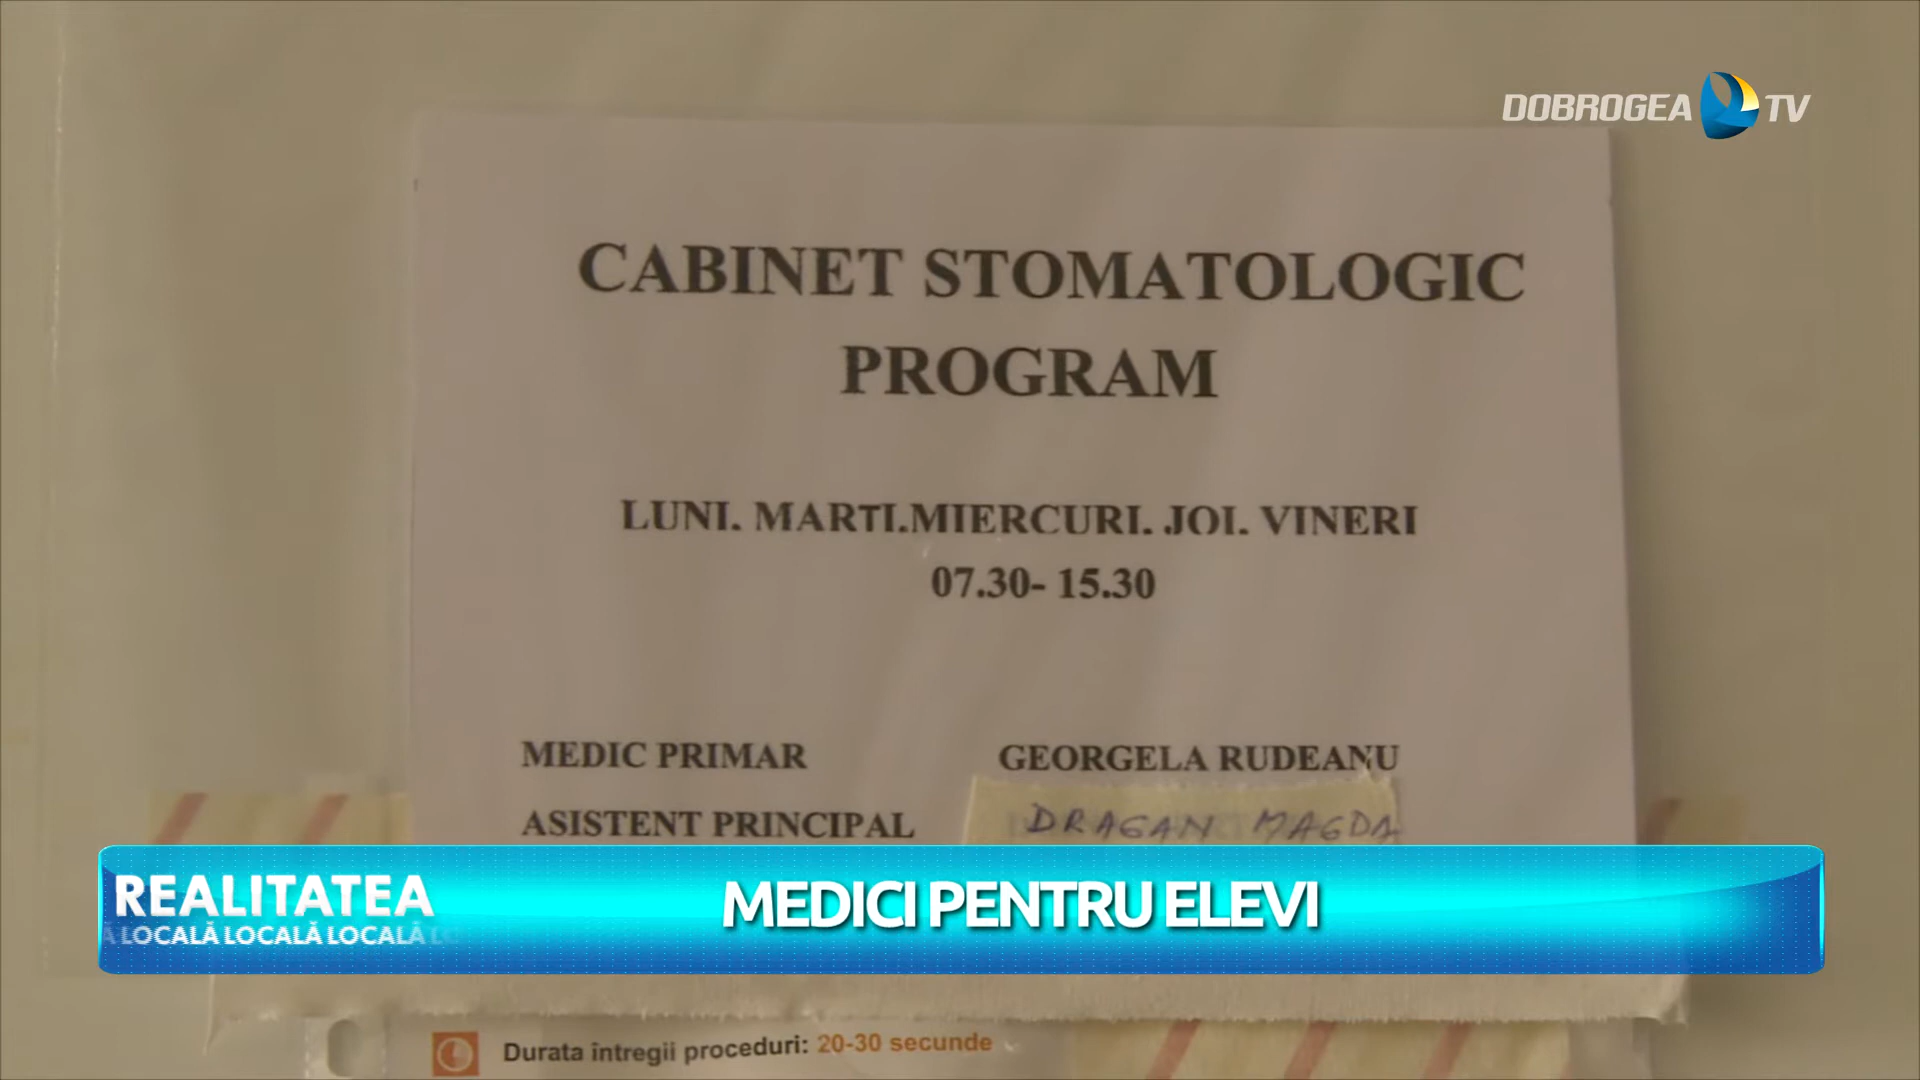 DOBROGEA TV
CABINET STOMATOLOGIC
PROGRAM
LUNI. MARTI.MIERCURI. JOI. VINERI
07.30- 15.30
MEDIC PRIMAR GEORGELA RUDEANU
ASISTENT PRINCIPAL DRAGAN MAGDA
REALITATEA
LOCALĂ LOCALĂ LOCALĂ
MEDICI PENTRU ELEVI
Durata întregii proceduri: 20-30 secunde